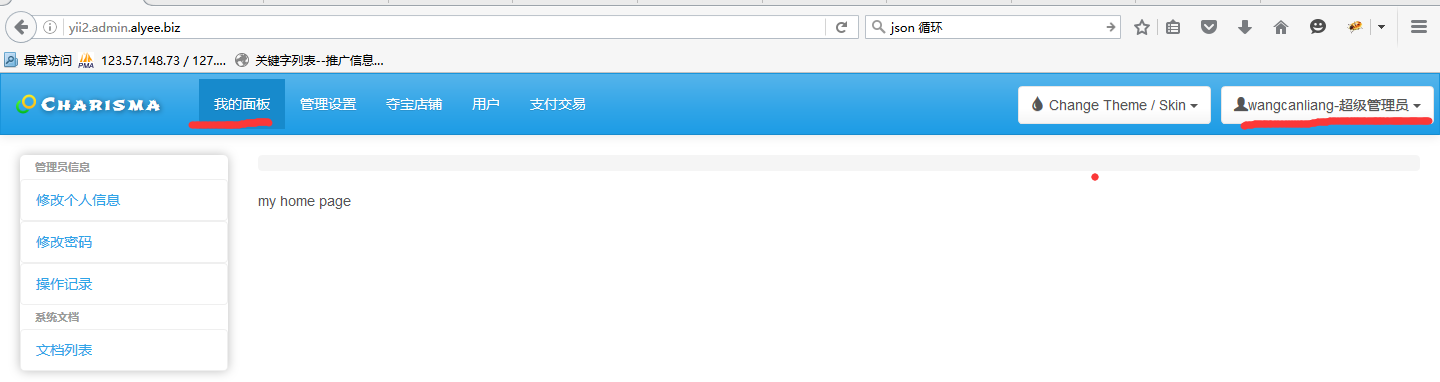 yii2.admin.alyee.biz
json 循环
最常访问
PMA
123.57.148.73 / 127....
关键字列表--推广信息...
CHARISMA
我的面板
管理设置
夺宝店铺
用户
支付交易
Change Theme / Skin
wangcanliang-超级管理员
管理员信息
修改个人信息
my home page
修改密码
操作记录
系统文档
文档列表